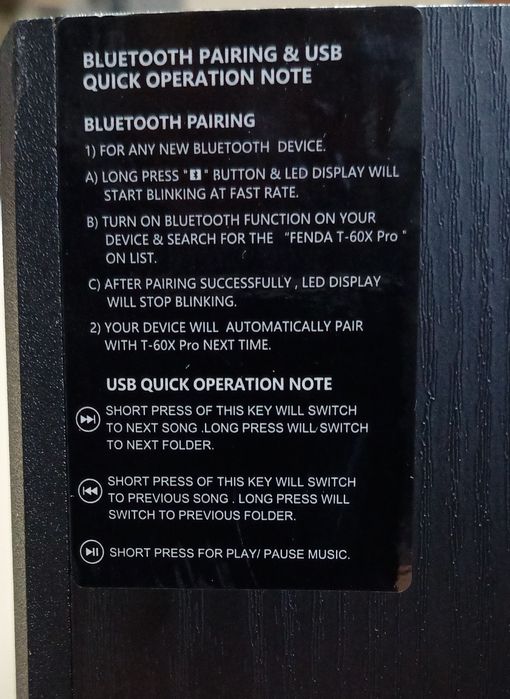 BLUETOOTH PAIRING & USB
QUICK OPERATION NOTE
BLUETOOTH PAIRING
1) FOR ANY NEW BLUETOOTH DEVICE.
A) LONG PRESS " " BUTTON & LED DISPLAY WILL
START BLINKING AT FAST RATE.
B) TURN ON BLUETOOTH FUNCTION ON YOUR
DEVICE & SEARCH FOR THE "FENDA T-60X Pro "
ON LIST.
C) AFTER PAIRING SUCCESSFULLY , LED DISPLAY
WILL STOP BLINKING.
2) YOUR DEVICE WILL AUTOMATICALLY PAIR
WITH T-60X Pro NEXT TIME.
USB QUICK OPERATION NOTE
SHORT PRESS OF THIS KEY WILL SWITCH
TO NEXT SONG .LONG PRESS WILL SWITCH
TO NEXT FOLDER.
SHORT PRESS OF THIS KEY WILL SWITCH
TO PREVIOUS SONG . LONG PRESS WILL
SWITCH TO PREVIOUS FOLDER.
SHORT PRESS FOR PLAY/ PAUSE MUSIC.